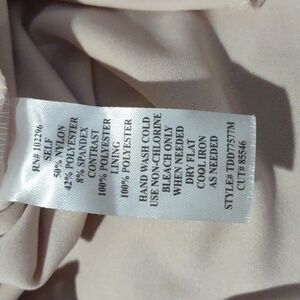 RN# 102296
SELF
50% NYLON
42% POLYESTER
8% SPANDEX
CONTRAST
100% POLYESTER
LINING
100% POLYESTER
HAND WASH COLD
USE NON-CHLORINE
BLEACH ONLY
WHEN NEEDED
DRY FLAT
COOL IRON
AS NEEDED
STYLE# TDD77577M
CUT# 85546